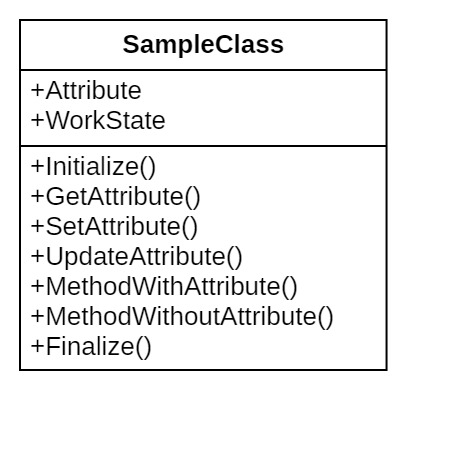 SampleClass
+Attribute
+WorkState
+Initialize()
+GetAttribute()
+SetAttribute()
+UpdateAttribute()
+MethodWithAttribute()
+MethodWithoutAttribute()
+Finalize()